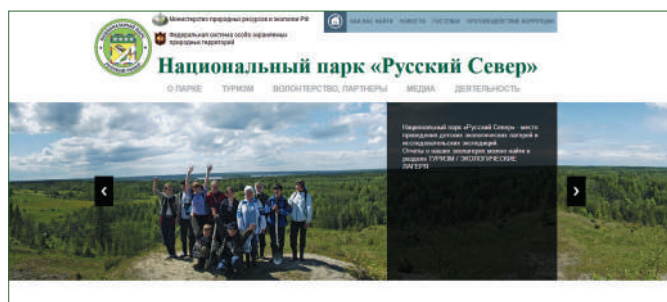 Министерство природных ресурсов и экологии РФ
Федеральная система особо охраняемых
природных территорий
КАК НАС НАЙТИ НОВОСТИ ГОСТЕВАЯ ПРОТИВОДЕЙСТВИЕ КОРРУПЦИИ
Национальный парк «Русский Север»
О ПАРКЕ ТУРИЗМ ВОЛОНТЕРСТВО, ПАРТНЕРЫ МЕДИА ДЕЯТЕЛЬНОСТЬ
Национальный парк «Русский Север» - место
проведения детских экологических лагерей и
исследовательских экспедиций.
Отчеты о наших эколагерях можно найти в
разделе ТУРИЗМ / ЭКОЛОГИЧЕСКИЕ
ЛАГЕРЯ